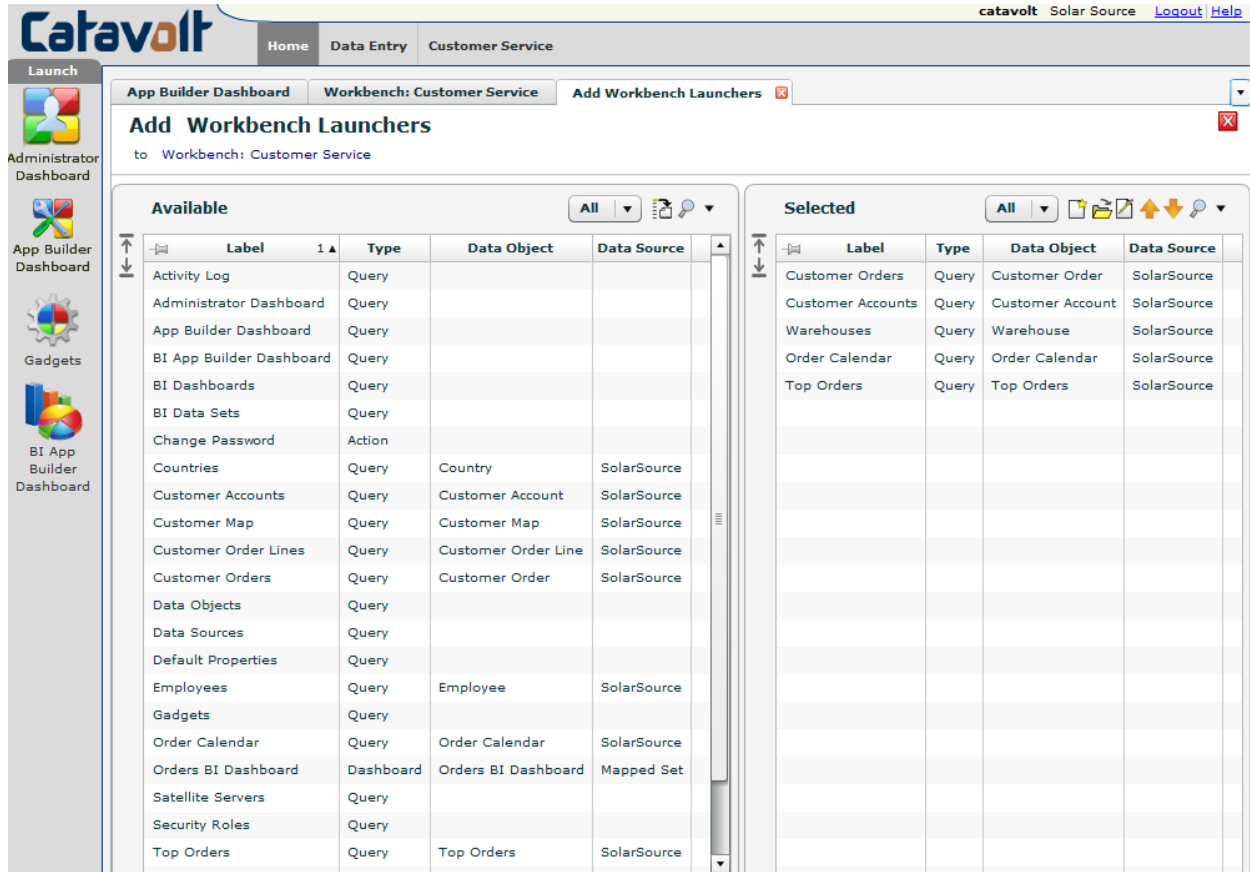 catavolt Solar Source Logout Help
Catavolt
Home Data Entry Customer Service
Launch
Administrator
Dashboard
App Builder
Dashboard
Gadgets
BI App
Builder
Dashboard
App Builder Dashboard Workbench: Customer Service Add Workbench Launchers
Add Workbench Launchers
to Workbench: Customer Service
Available All
Label 1 Type Data Object Data Source
Activity Log Query
Administrator Dashboard Query
App Builder Dashboard Query
BI App Builder Dashboard Query
BI Dashboards Query
BI Data Sets Query
Change Password Action
Countries Query Country SolarSource
Customer Accounts Query Customer Account SolarSource
Customer Map Query Customer Map SolarSource
Customer Order Lines Query Customer Order Line SolarSource
Customer Orders Query Customer Order SolarSource
Data Objects Query
Data Sources Query
Default Properties Query
Employees Query Employee SolarSource
Gadgets Query
Order Calendar Query Order Calendar SolarSource
Orders BI Dashboard Dashboard Orders BI Dashboard Mapped Set
Satellite Servers Query
Security Roles Query
Top Orders Query Top Orders SolarSource
Selected All
Label Type Data Object Data Source
Customer Orders Query Customer Order SolarSource
Customer Accounts Query Customer Account SolarSource
Warehouses Query Warehouse SolarSource
Order Calendar Query Order Calendar SolarSource
Top Orders Query Top Orders SolarSource